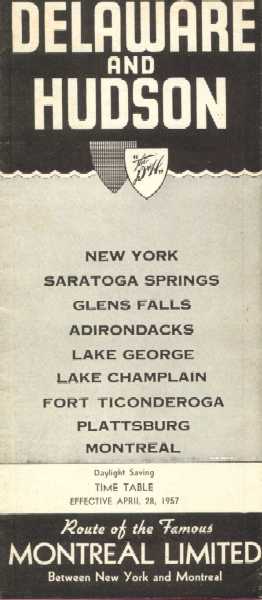 DELAWARE
AND
HUDSON
"The
D&H"
NEW YORK
SARATOGA SPRINGS
GLENS FALLS
ADIRONDACKS
LAKE GEORGE
LAKE CHAMPLAIN
FORT TICONDEROGA
PLATTSBURG
MONTREAL
Daylight Saving
TIME TABLE
EFFECTIVE APRIL 28, 1957
Route of the Famous
MONTREAL LIMITED
Between New York and Montreal